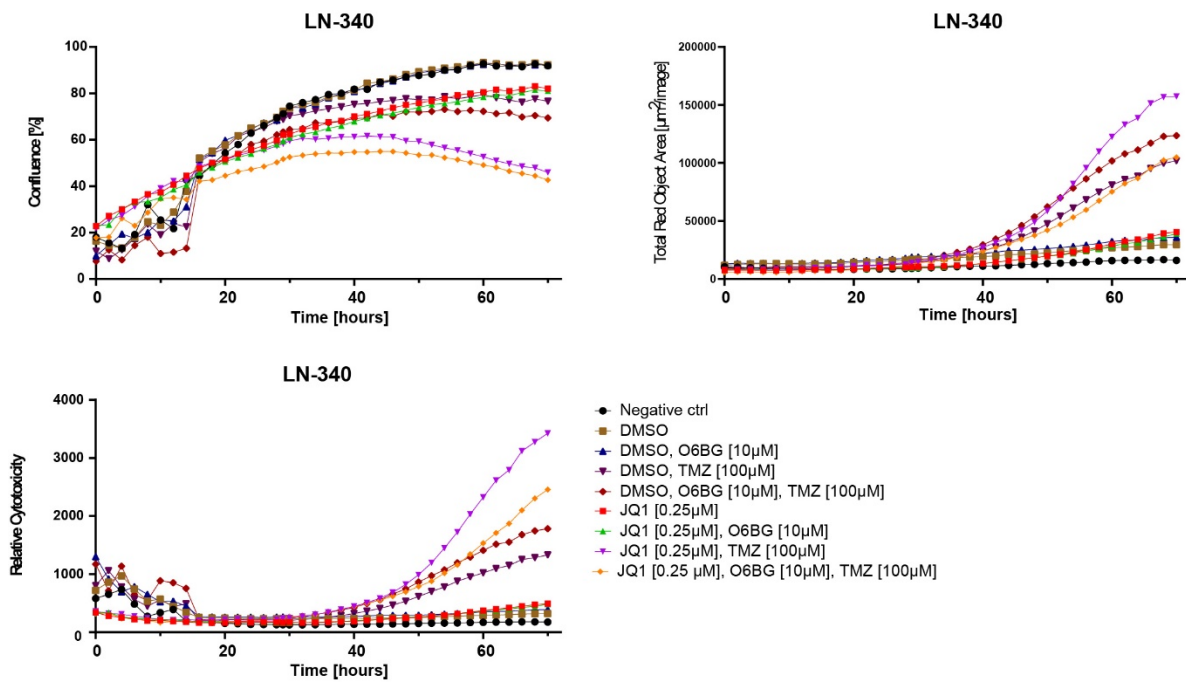 LN-340
100
80
60
40
20
0
Confluence [%]
0 20 40 60
Time [hours]
LN-340
200000
150000
100000
50000
0
Total Red Object Area [µm²/image]
0 20 40 60
Time [hours]
LN-340
4000
3000
2000
1000
0
Relative Cytotoxicity
0 20 40 60
Time [hours]
Negative ctrl
DMSO
DMSO, O6BG [10µM]
DMSO, TMZ [100µM]
DMSO, O6BG [10µM], TMZ [100µM]
JQ1 [0.25µM]
JQ1 [0.25µM], O6BG [10µM]
JQ1 [0.25µM], TMZ [100µM]
JQ1 [0.25 µM], O6BG [10µM], TMZ [100µM]